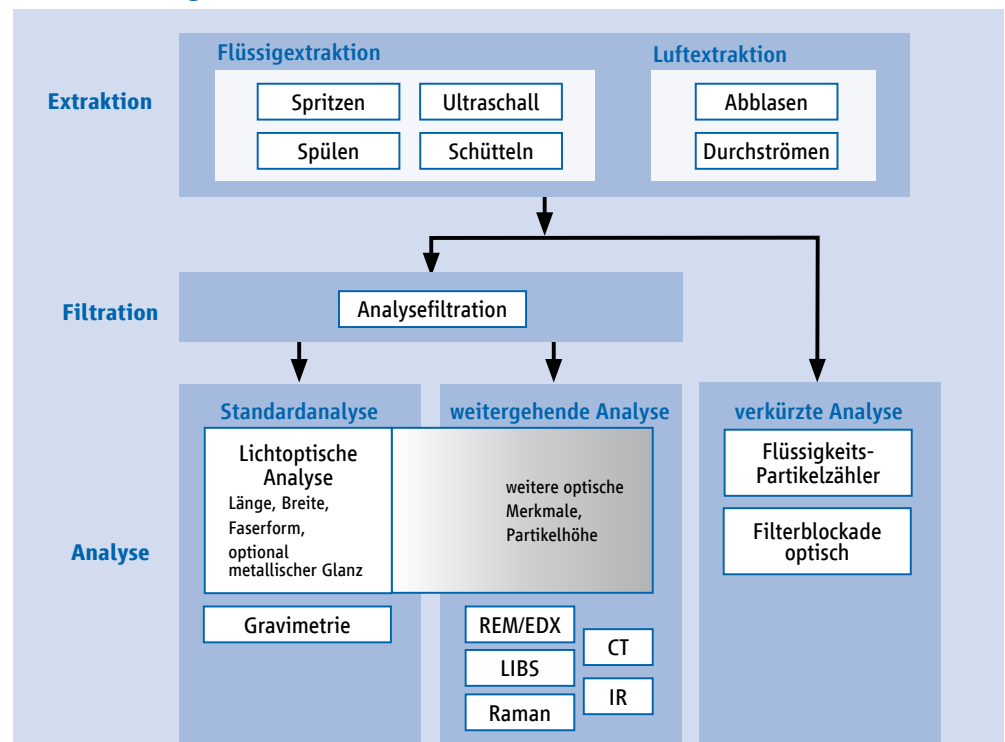 Flüssigextraktion
Luftextraktion
Extraktion
Spritzen
Ultraschall
Abblasen
Spülen
Schütteln
Durchströmen
Filtration
Analysefiltration
Analyse
Standardanalyse
Lichtoptische
Analyse
Länge, Breite,
Faserform,
optional
metallischer Glanz
Gravimetrie
weitergehende Analyse
weitere optische
Merkmale,
Partikelhöhe
REM/EDX
CT
LIBS
IR
Raman
verkürzte Analyse
Flüssigkeits-
Partikelzähler
Filterblockade
optisch